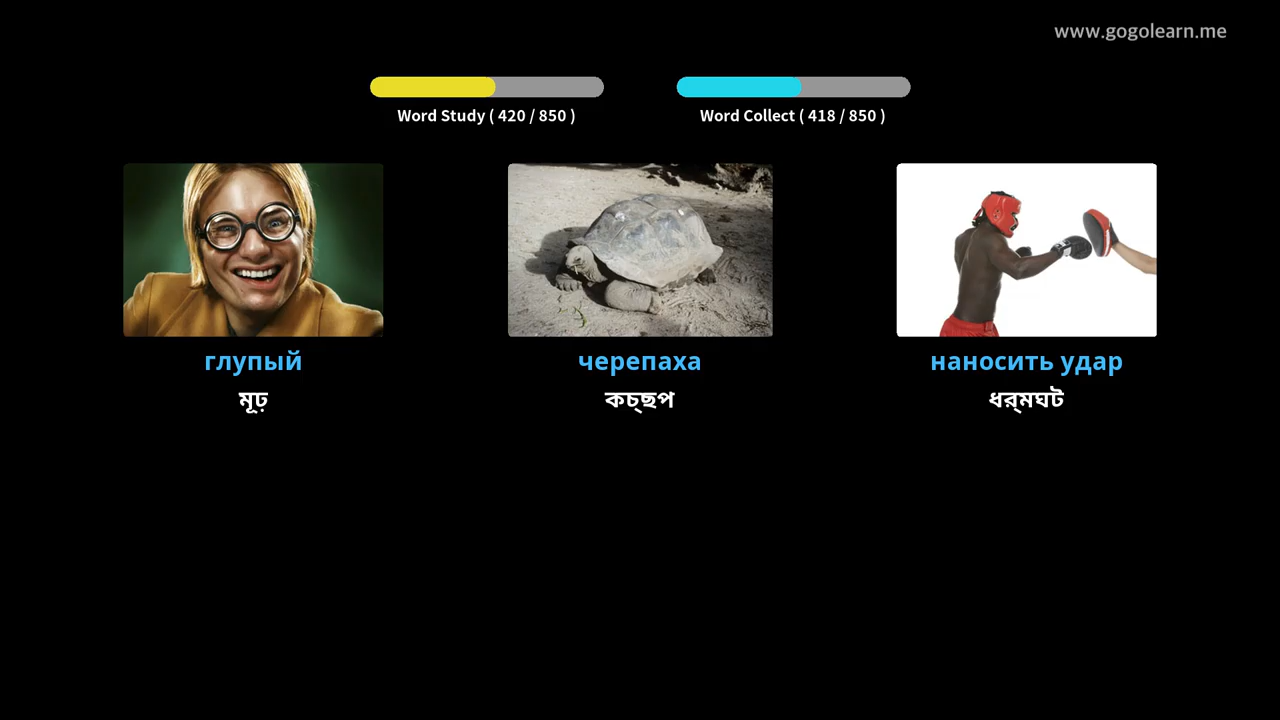 www.gogolearn.me
Word Study ( 420 / 850 )
Word Collect ( 418 / 850 )
глупый
черепаха
наносить удар
মূঢ়
কচ্ছপ
ধর্মঘট